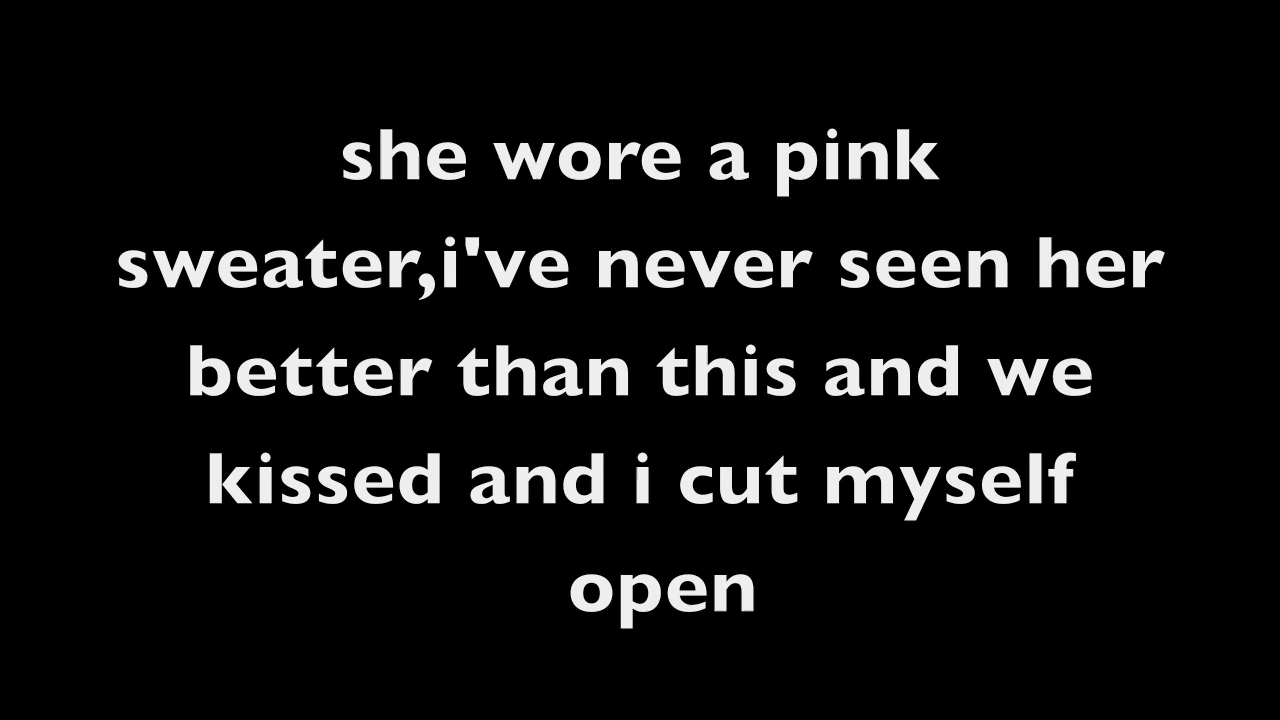 she wore a pink
sweater,i've never seen her
better than this and we
kissed and i cut myself
open